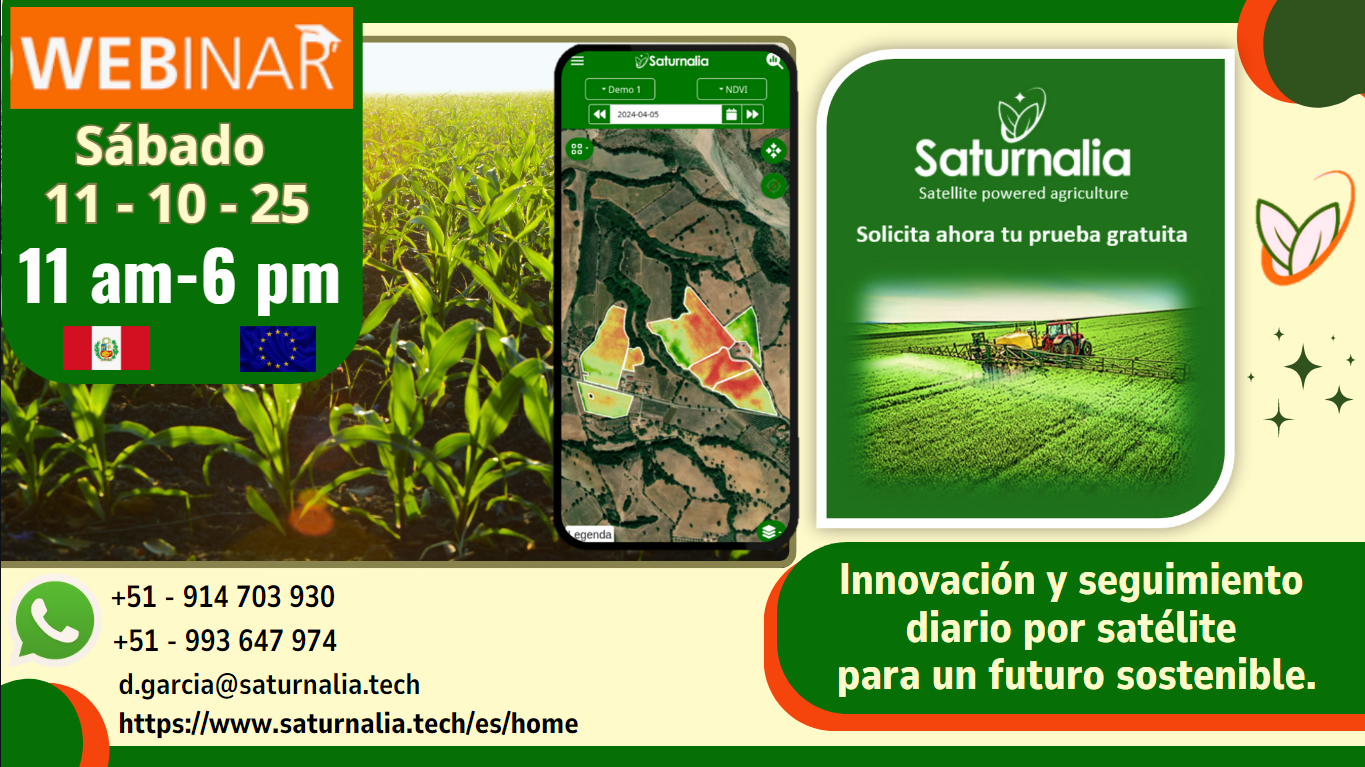 WEBINAR
Sábado
11 - 10 - 25
11 am-6 pm
Saturnalia
Demo 1
NDVI
2024-04-05
Legenda
Saturnalia
Satellite powered agriculture
Solicita ahora tu prueba gratuita
+51 - 914 703 930
+51 - 993 647 974
d.garcia@saturnalia.tech
https://www.saturnalia.tech/es/home
Innovación y seguimiento
diario por satélite
para un futuro sostenible.